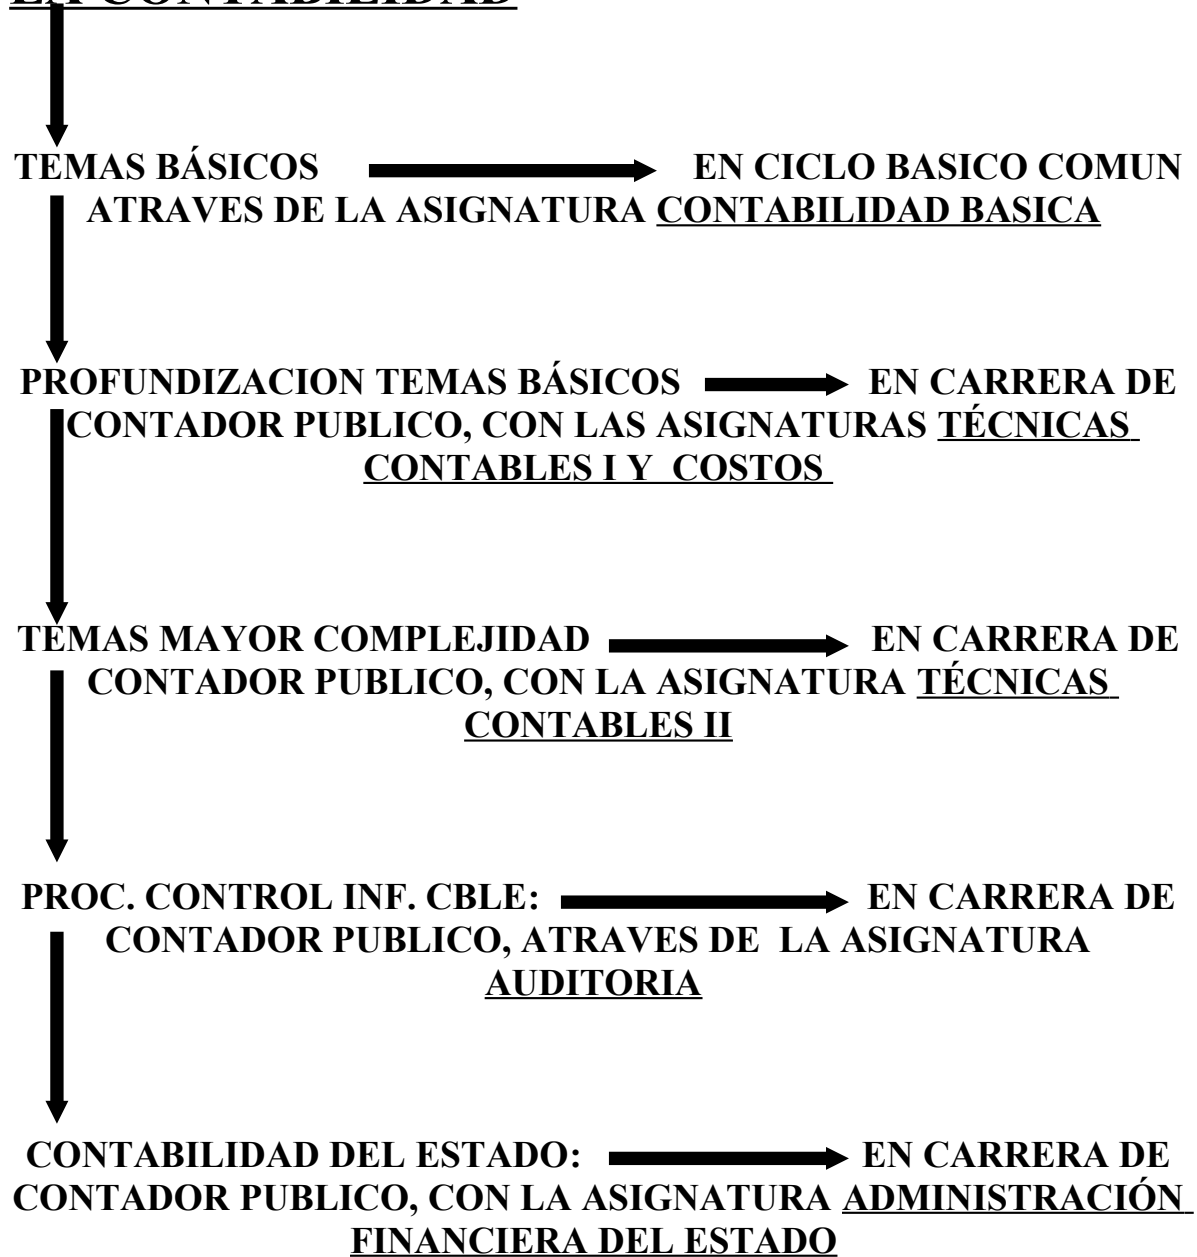 LA CONTABILIDAD
TEMAS BÁSICOS EN CICLO BASICO COMUN
ATRAVES DE LA ASIGNATURA CONTABILIDAD BASICA
PROFUNDIZACION TEMAS BÁSICOS EN CARRERA DE
CONTADOR PUBLICO, CON LAS ASIGNATURAS TÉCNICAS
CONTABLES I Y COSTOS
TEMAS MAYOR COMPLEJIDAD EN CARRERA DE
CONTADOR PUBLICO, CON LA ASIGNATURA TÉCNICAS
CONTABLES II
PROC. CONTROL INF. CBLE: EN CARRERA DE
CONTADOR PUBLICO, ATRAVES DE LA ASIGNATURA
AUDITORIA
CONTABILIDAD DEL ESTADO: EN CARRERA DE
CONTADOR PUBLICO, CON LA ASIGNATURA ADMINISTRACIÓN
FINANCIERA DEL ESTADO